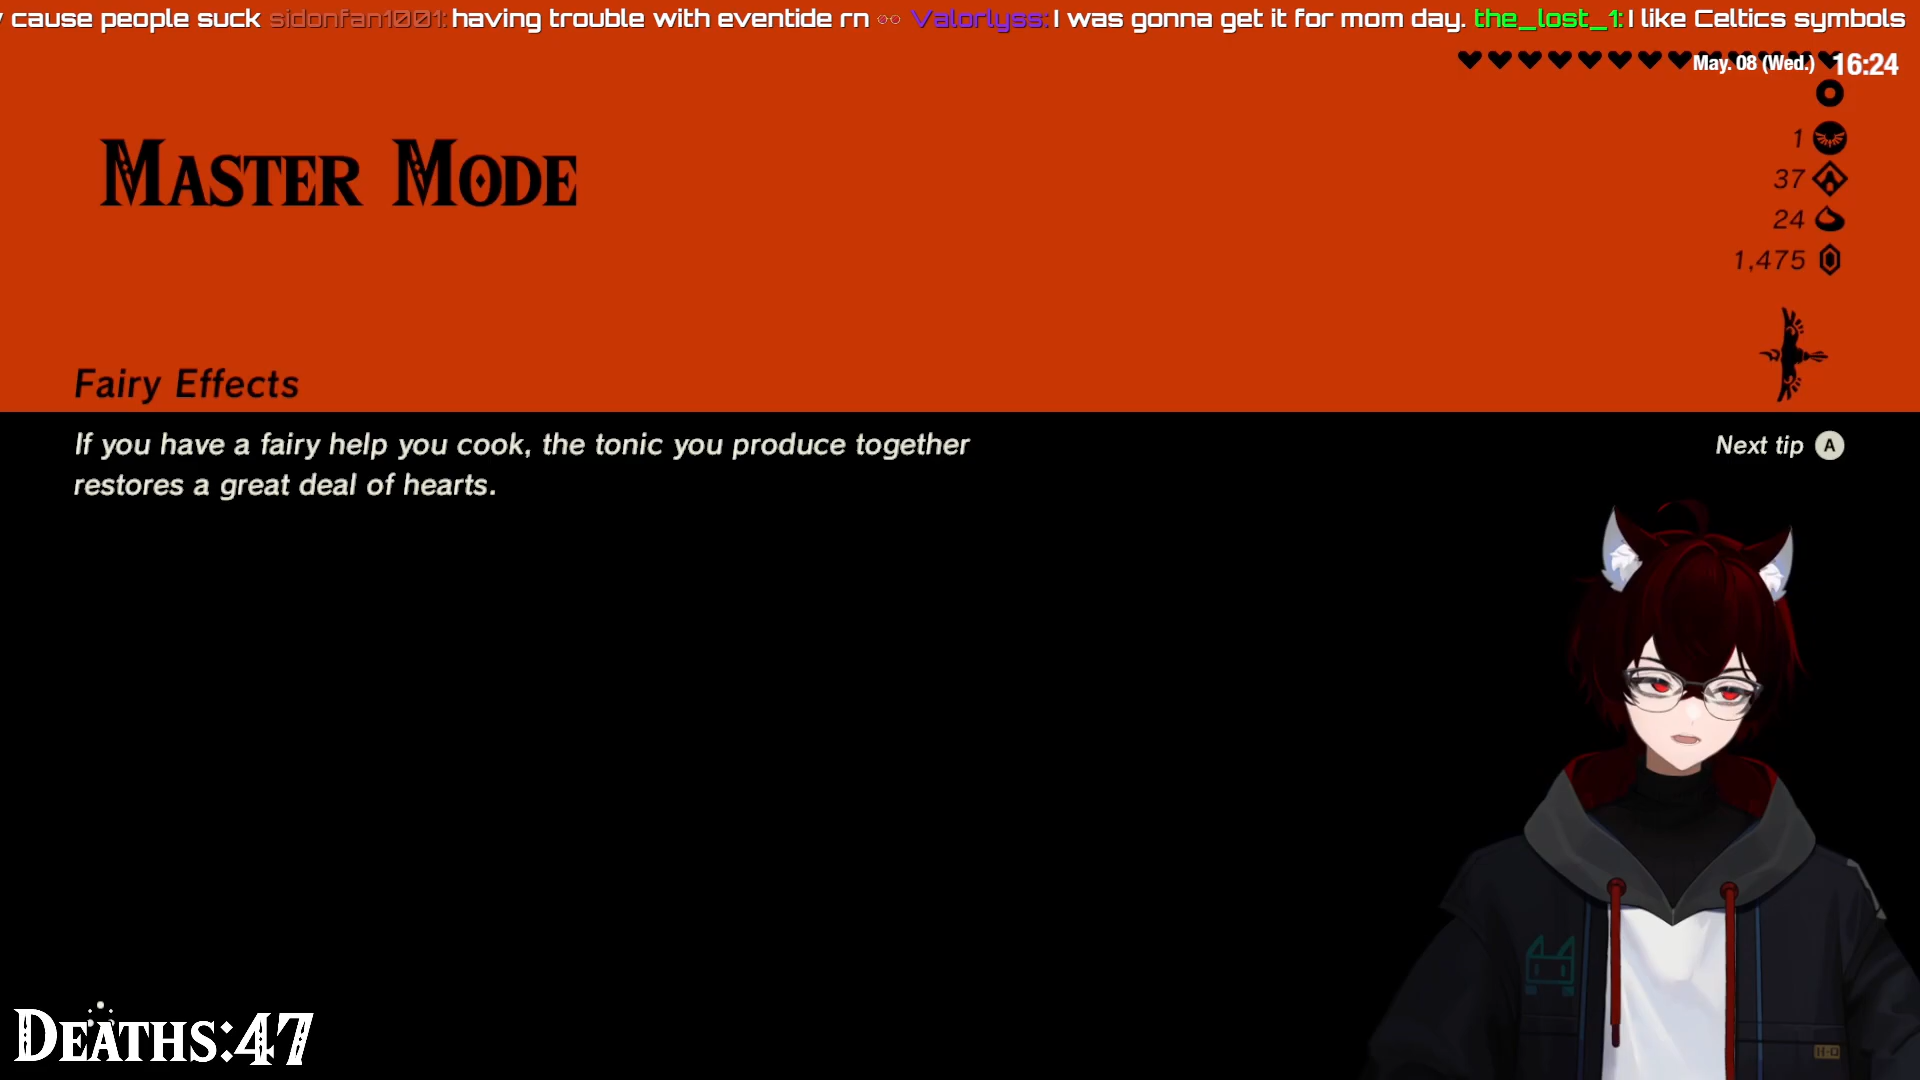 cause people suck sidonfan1001: having trouble with eventide rn Valorlyss: I was gonna get it for mom day. the_lost_1: I like Celtics symbols
May. 08 (Wed.) 16:24
MASTER MODE
1
37
24
1,475
Fairy Effects
If you have a fairy help you cook, the tonic you produce together
restores a great deal of hearts.
Next tip A
H-0
DEATHS:47